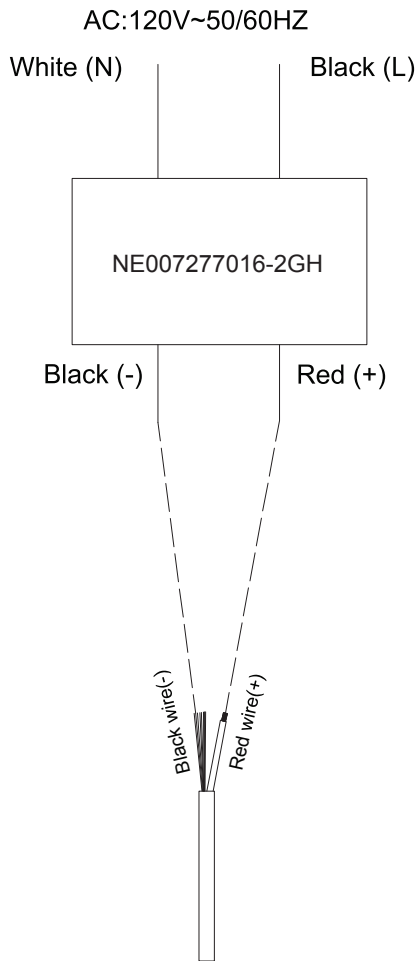 AC:120V~50/60HZ
White (N)
Black (L)
NE007277016-2GH
Black (-)
Red (+)
Black wire(-)
Red wire(+)